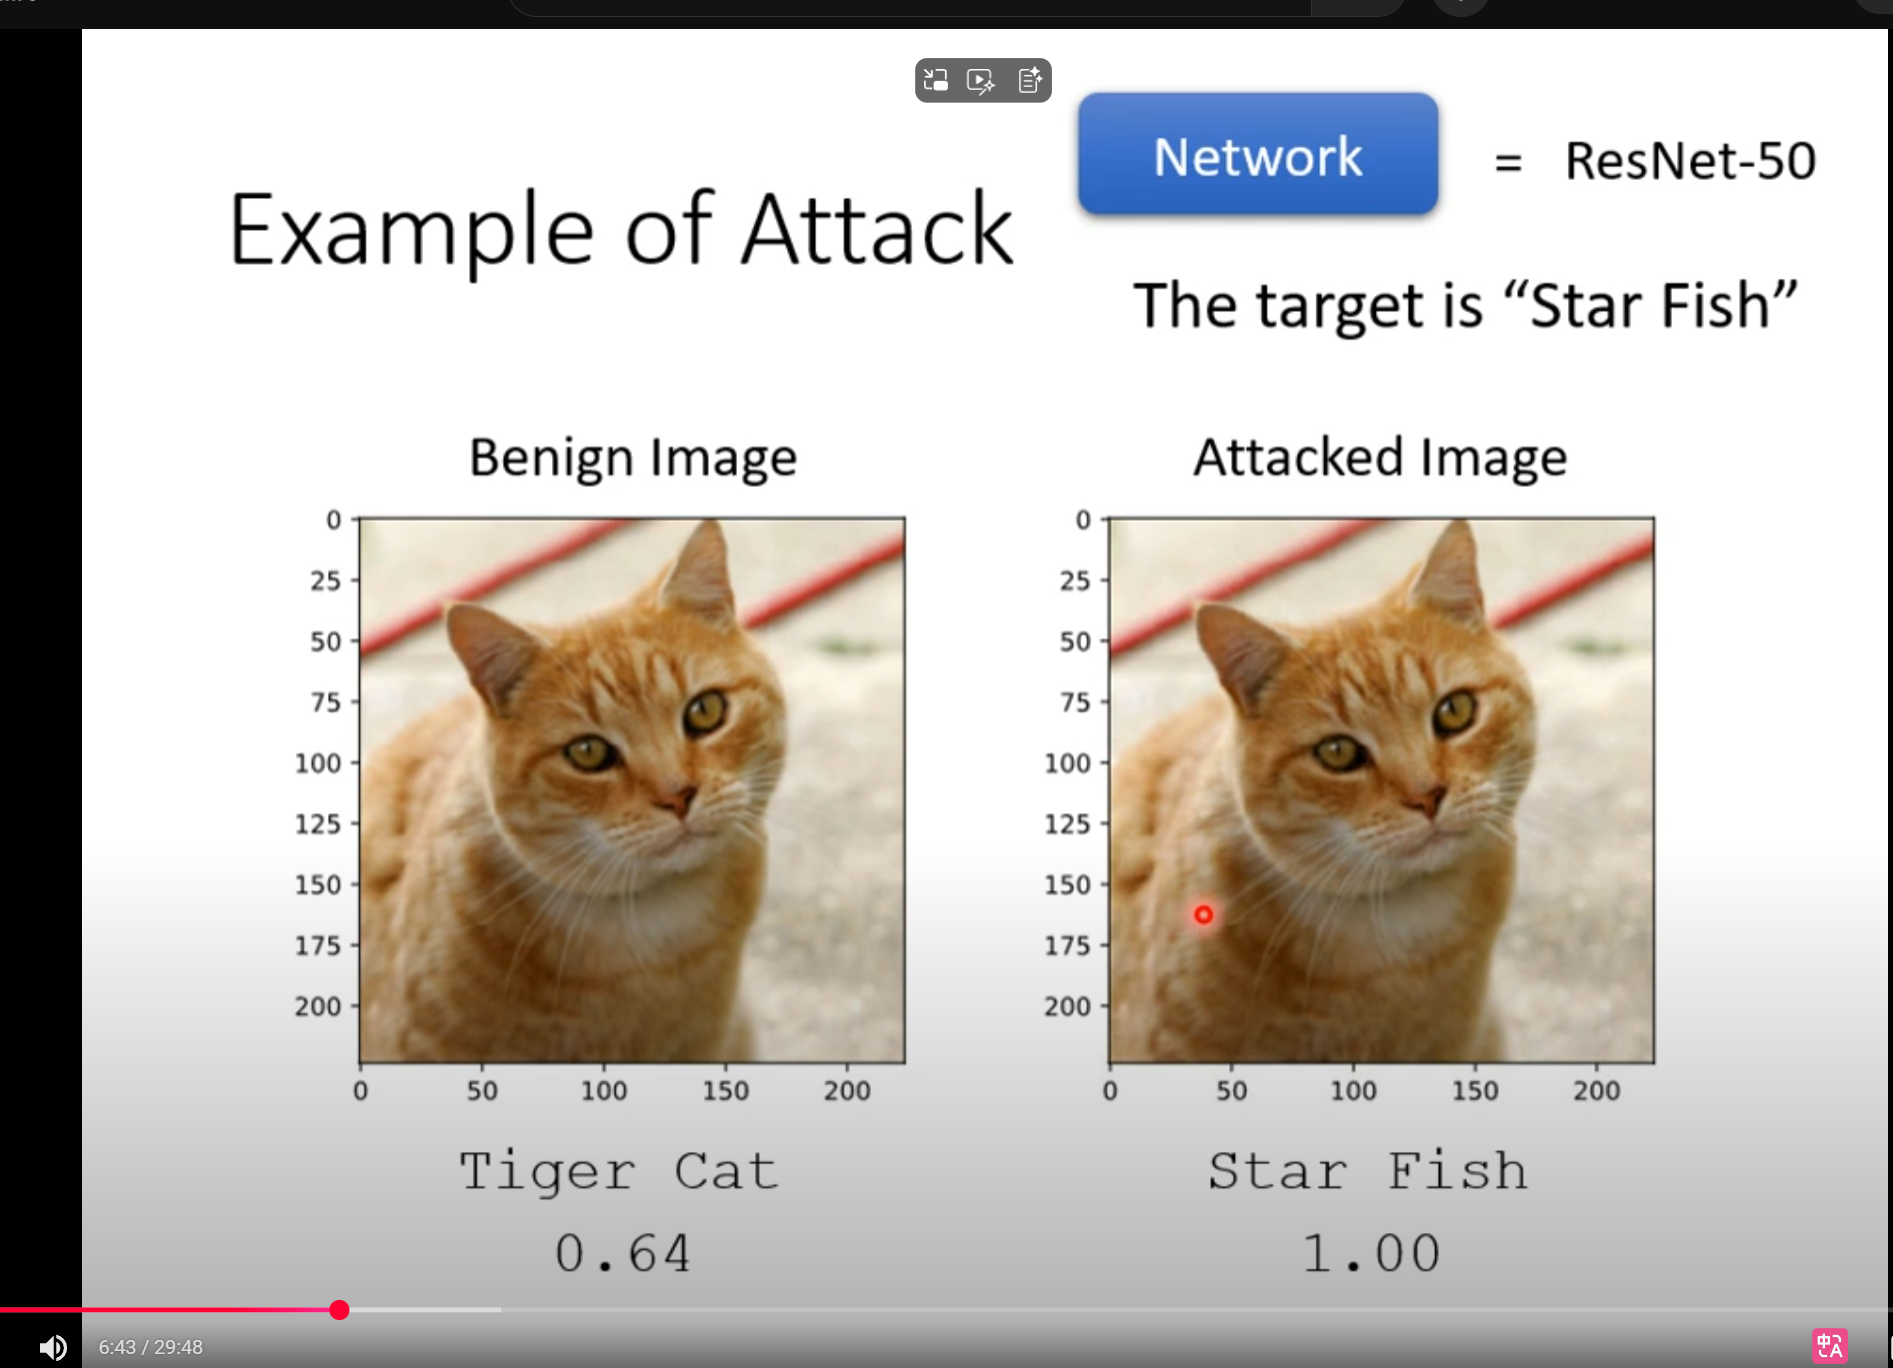 Network = ResNet-50
Example of Attack
The target is “Star Fish”
Benign Image
Attacked Image
0
25
50
75
100
125
150
175
200
0 50 100 150 200
0
25
50
75
100
125
150
175
200
0 50 100 150 200
Tiger Cat
0.64
Star Fish
1.00
6:43 / 29:48
中 A